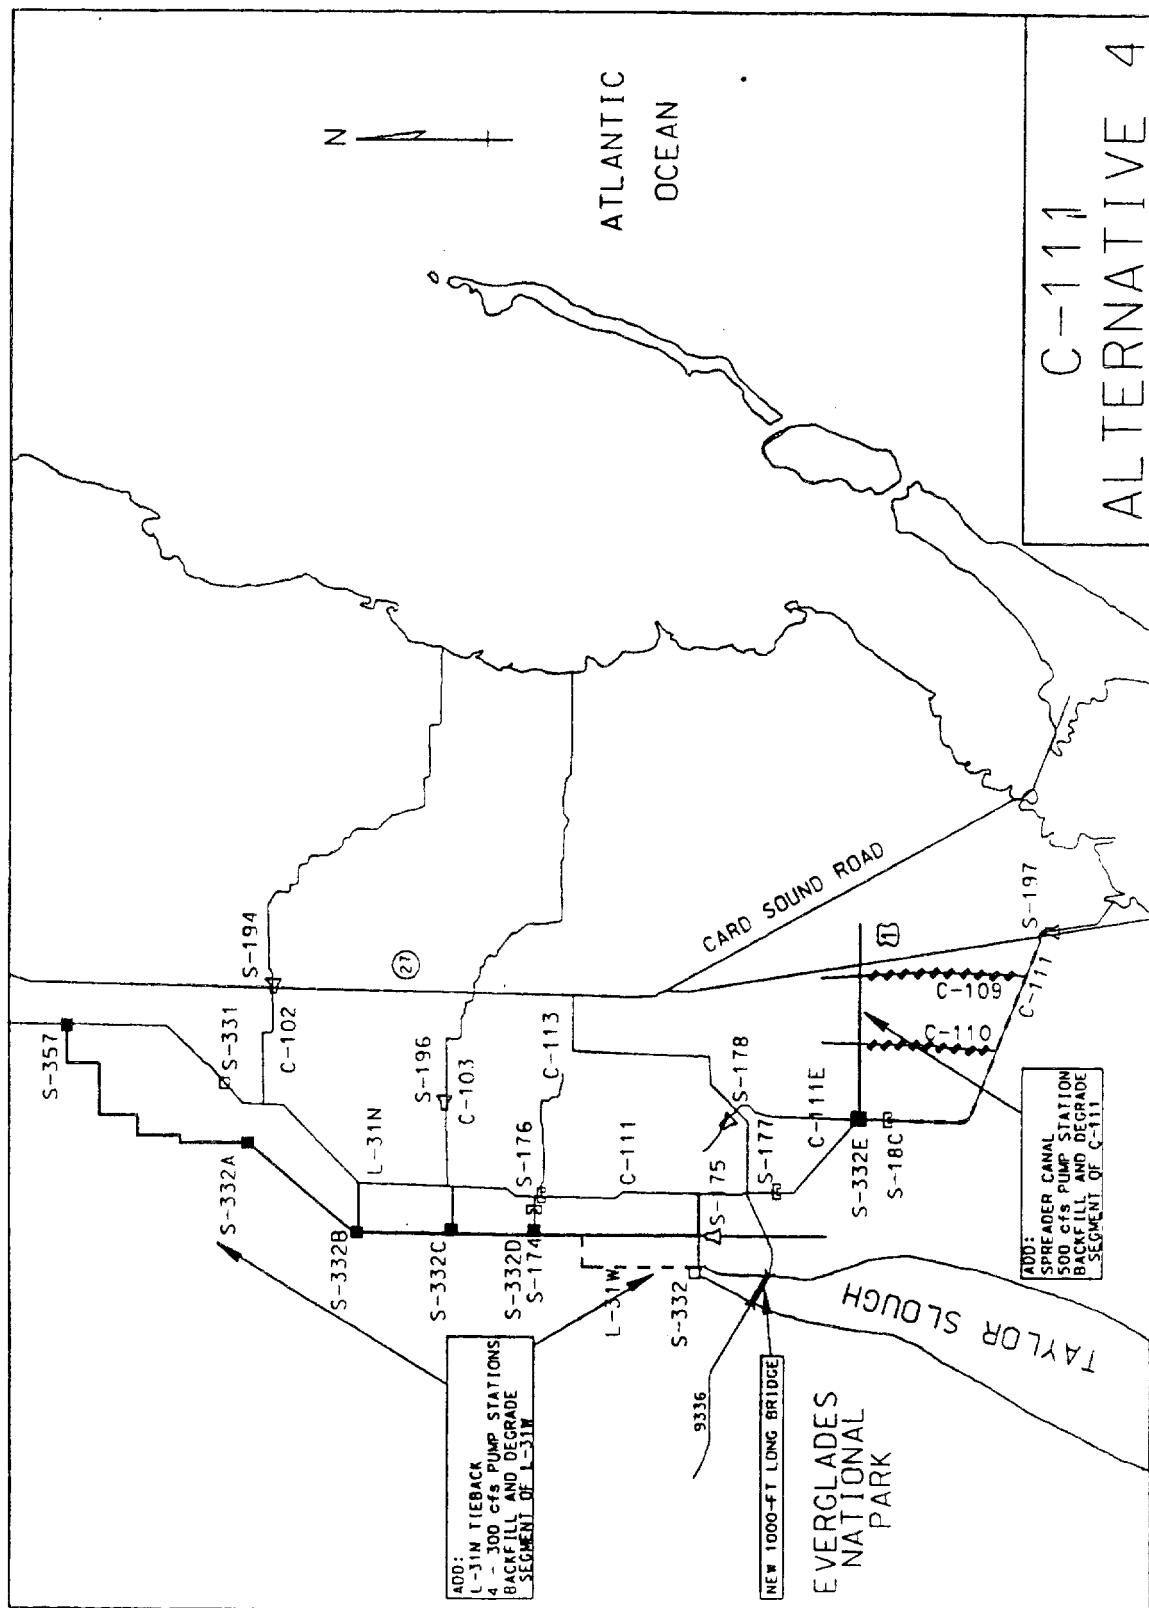 N
ATLANTIC
OCEAN
S-357
S-331
S-194
C-102
S-332A
27
L-31N
S-196
C-103
S-332B
S-332C
S-176
C-113
S-332D
S-174
C-111
L-31W
S-332
S-175
S-178
S-177
C-111E
S-332E
S-18C
CARD SOUND ROAD
1
C-109
C-110
C-111
S-197
9336
TAYLOR SLOUGH
EVERGLADES
NATIONAL
PARK
ADD:
L-31N TIEBACK
4 - 300 cfs PUMP STATIONS
BACKFILL AND DEGRADE
SEGMENT OF L-31W
NEW 1000-FT LONG BRIDGE
ADD:
SPREADER CANAL
500 cfs PUMP STATION
BACKFILL AND DEGRADE
SEGMENT OF C-111
C-111
ALTERNATIVE 4